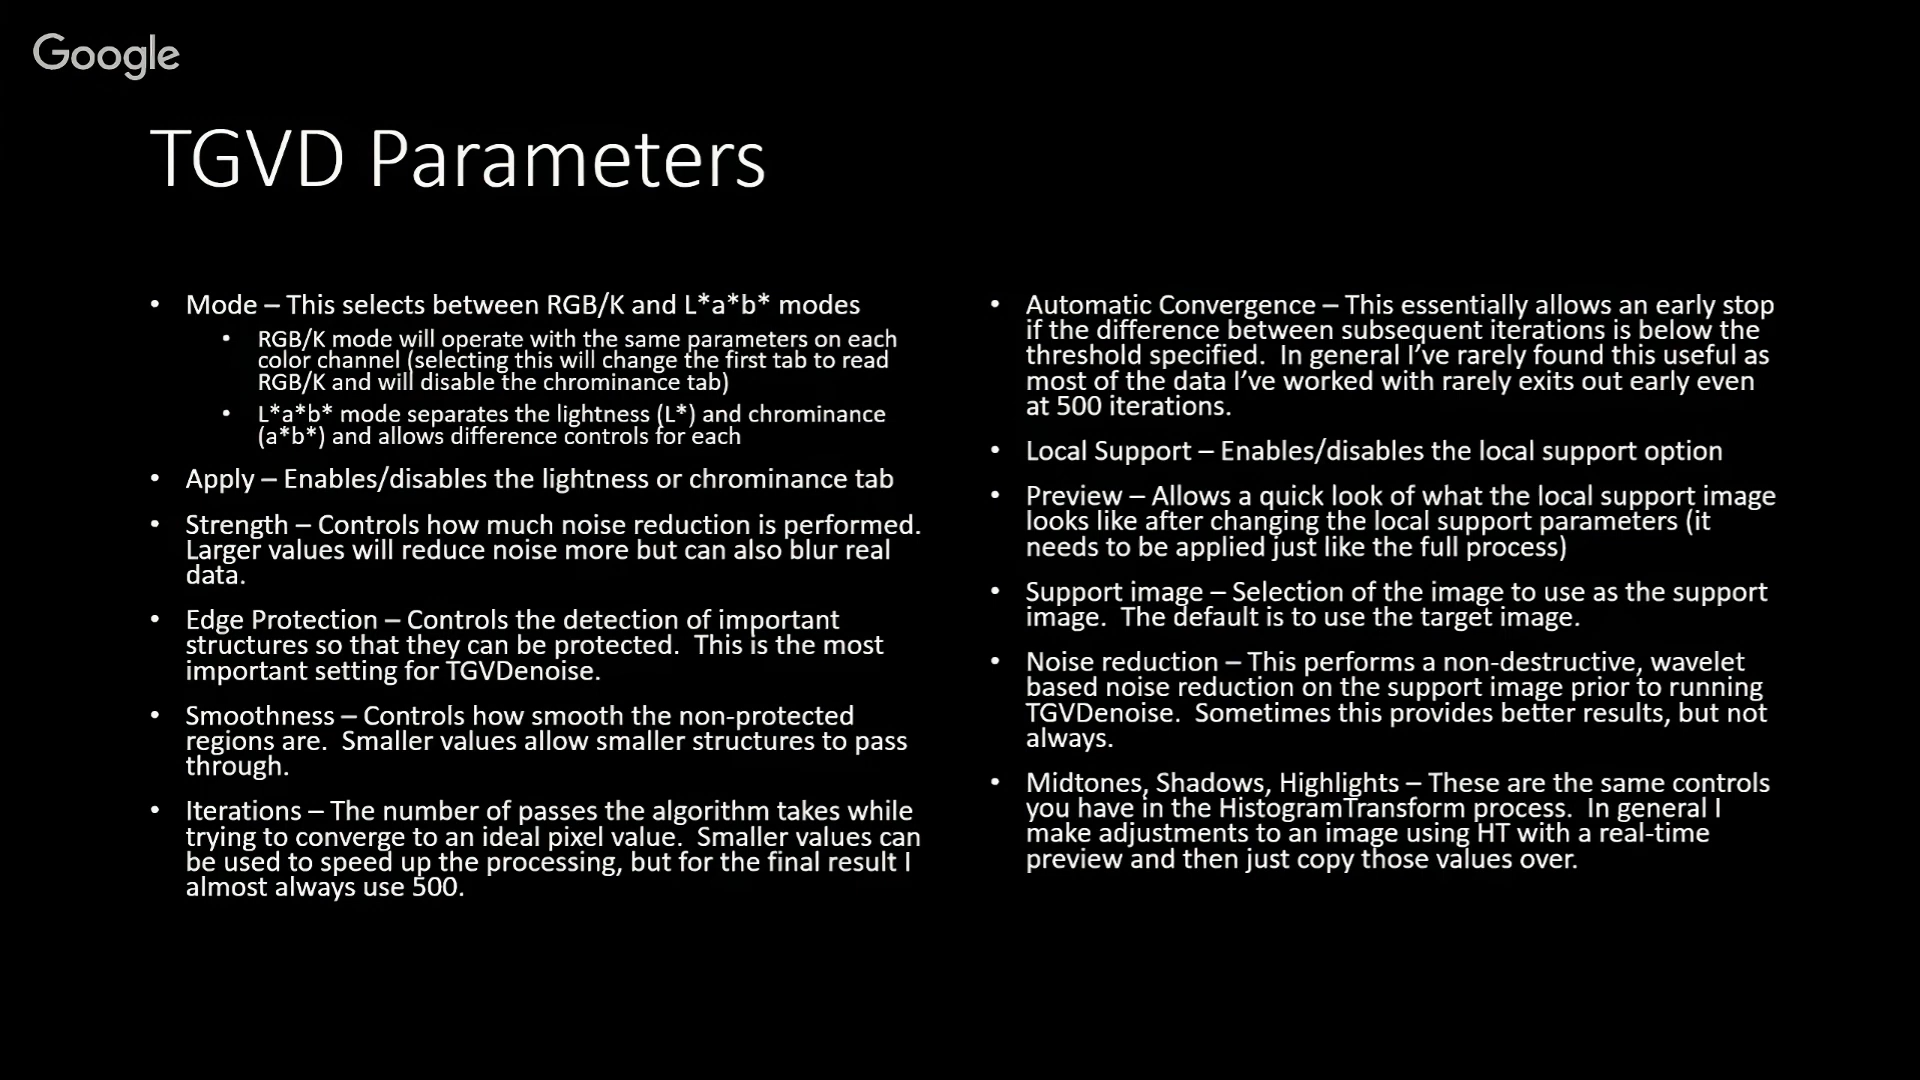 Google
TGVD Parameters
• Mode – This selects between RGB/K and L*a*b* modes
• RGB/K mode will operate with the same parameters on each
color channel (selecting this will change the first tab to read
RGB/K and will disable the chrominance tab)
• L*a*b* mode separates the lightness (L*) and chrominance
(a*b*) and allows difference controls for each
• Apply – Enables/disables the lightness or chrominance tab
• Strength – Controls how much noise reduction is performed.
Larger values will reduce noise more but can also blur real
data.
• Edge Protection – Controls the detection of important
structures so that they can be protected.  This is the most
important setting for TGVDenoise.
• Smoothness – Controls how smooth the non-protected
regions are.  Smaller values allow smaller structures to pass
through.
• Iterations – The number of passes the algorithm takes while
trying to converge to an ideal pixel value.  Smaller values can
be used to speed up the processing, but for the final result I
almost always use 500.
• Automatic Convergence – This essentially allows an early stop
if the difference between subsequent iterations is below the
threshold specified.  In general I've rarely found this useful as
most of the data I've worked with rarely exits out early even
at 500 iterations.
• Local Support – Enables/disables the local support option
• Preview – Allows a quick look of what the local support image
looks like after changing the local support parameters (it
needs to be applied just like the full process)
• Support image – Selection of the image to use as the support
image.  The default is to use the target image.
• Noise reduction – This performs a non-destructive, wavelet
based noise reduction on the support image prior to running
TGVDenoise.  Sometimes this provides better results, but not
always.
• Midtones, Shadows, Highlights – These are the same controls
you have in the HistogramTransform process.  In general I
make adjustments to an image using HT with a real-time
preview and then just copy those values over.